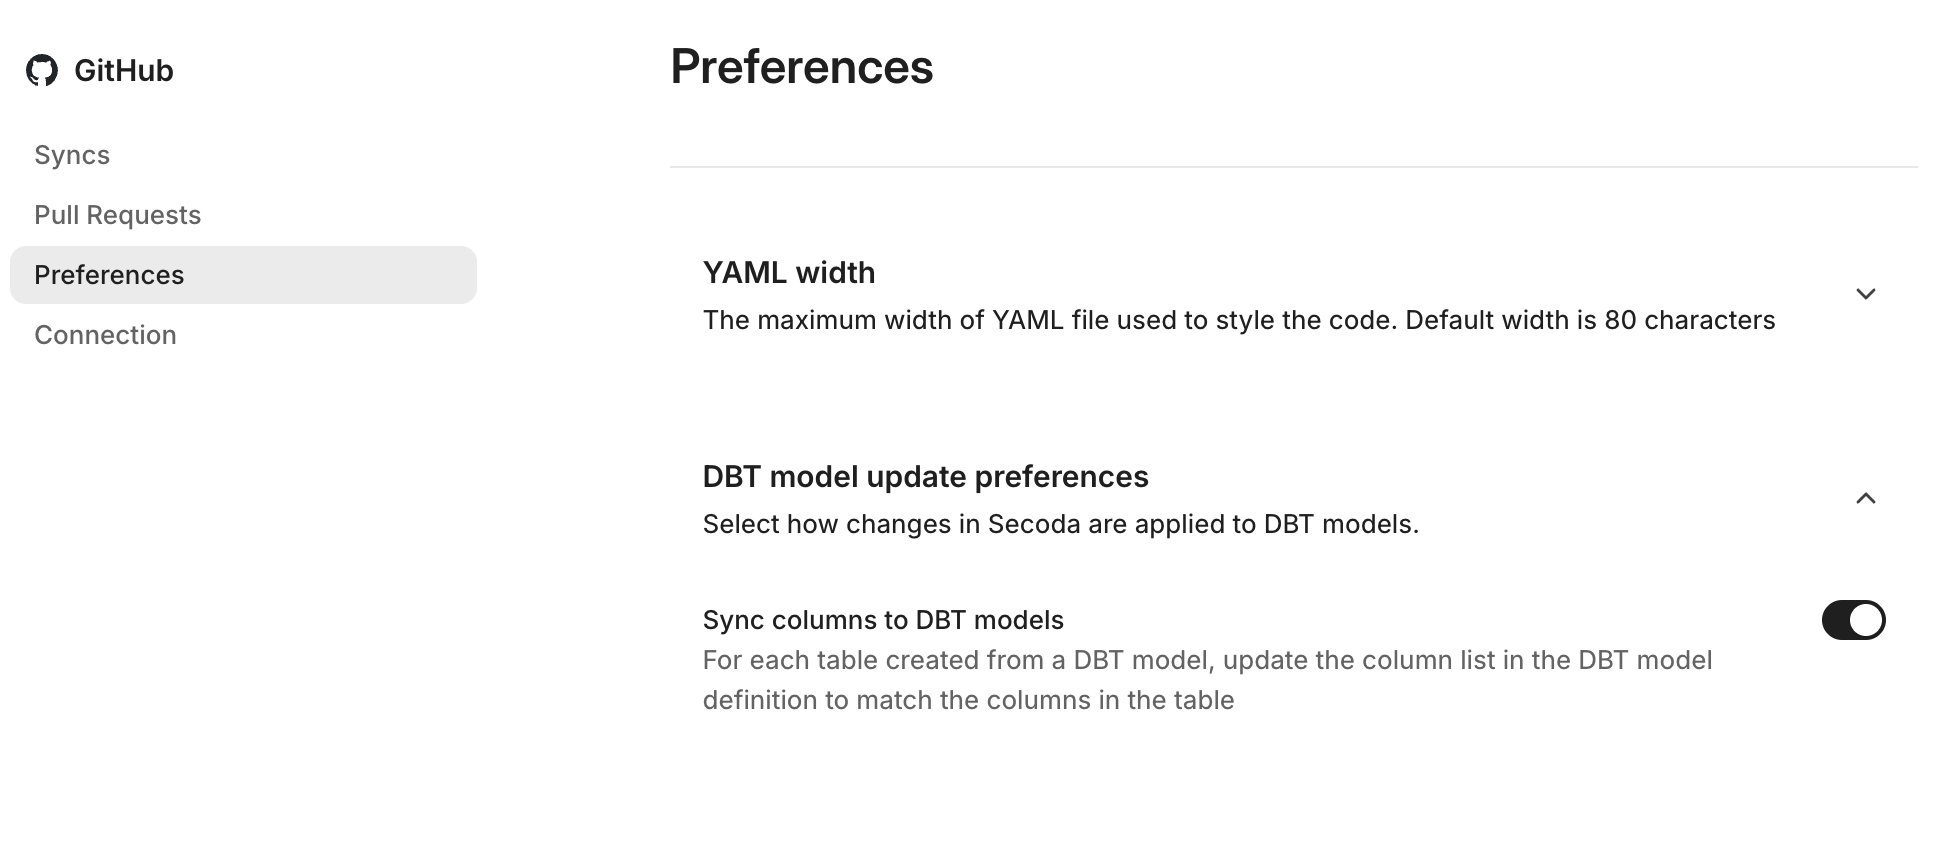 GitHub
Syncs
Pull Requests
Preferences
Connection
Preferences
YAML width
The maximum width of YAML file used to style the code. Default width is 80 characters
DBT model update preferences
Select how changes in Secoda are applied to DBT models.
Sync columns to DBT models
For each table created from a DBT model, update the column list in the DBT model
definition to match the columns in the table